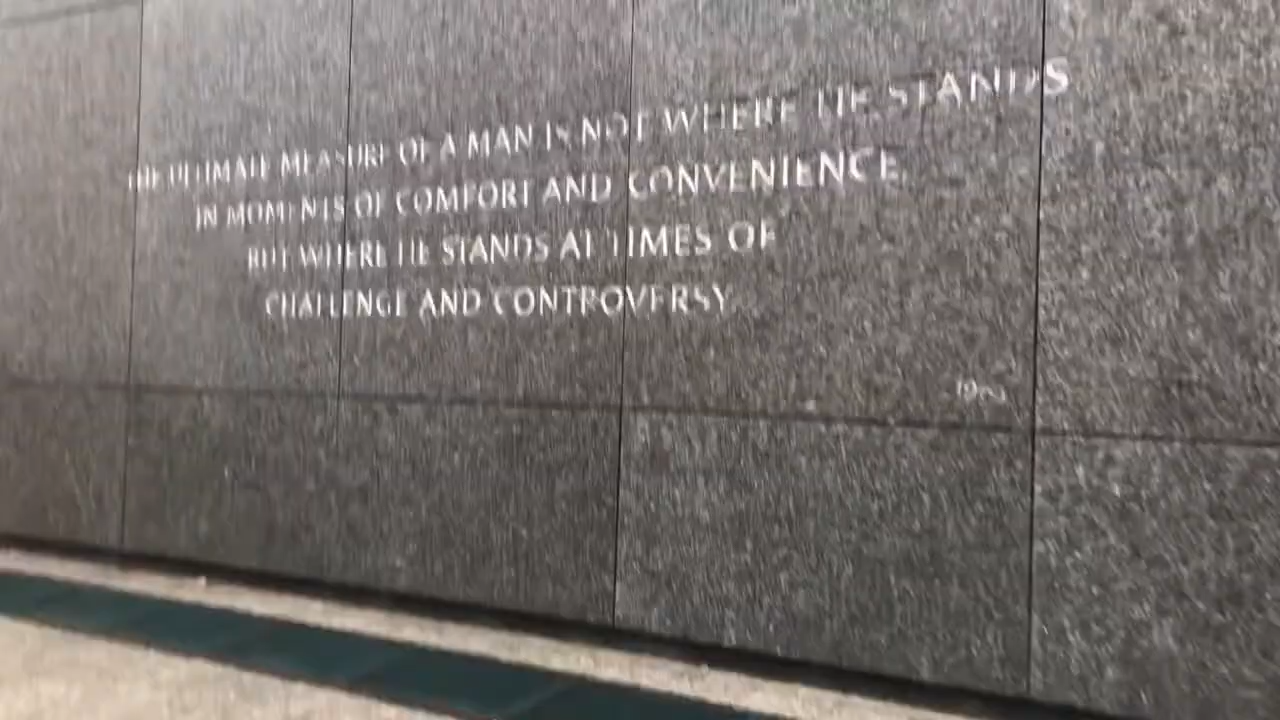 THE ULTIMATE MEASURE OF A MAN IS NOT WHERE HE STANDS
IN MOMENTS OF COMFORT AND CONVENIENCE,
BUT WHERE HE STANDS AT TIMES OF
CHALLENGE AND CONTROVERSY.